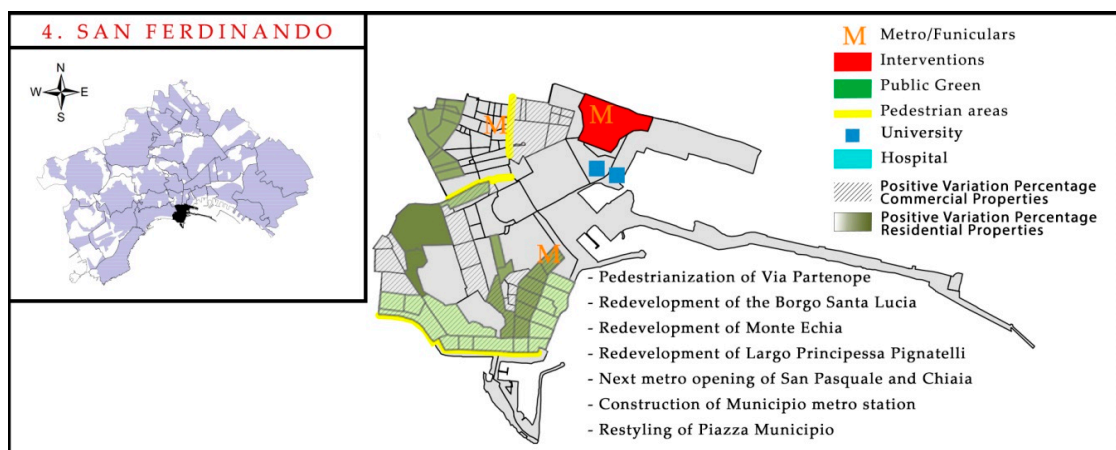 4. SAN FERDINANDO
N
W E
S
M
M
M
M Metro/Funiculars
Interventions
Public Green
Pedestrian areas
University
Hospital
Positive Variation Percentage
Commercial Properties
Positive Variation Percentage
Residential Properties
- Pedestrianization of Via Partenope
- Redevelopment of the Borgo Santa Lucia
- Redevelopment of Monte Echia
- Redevelopment of Largo Principessa Pignatelli
- Next metro opening of San Pasquale and Chiaia
- Construction of Municipio metro station
- Restyling of Piazza Municipio